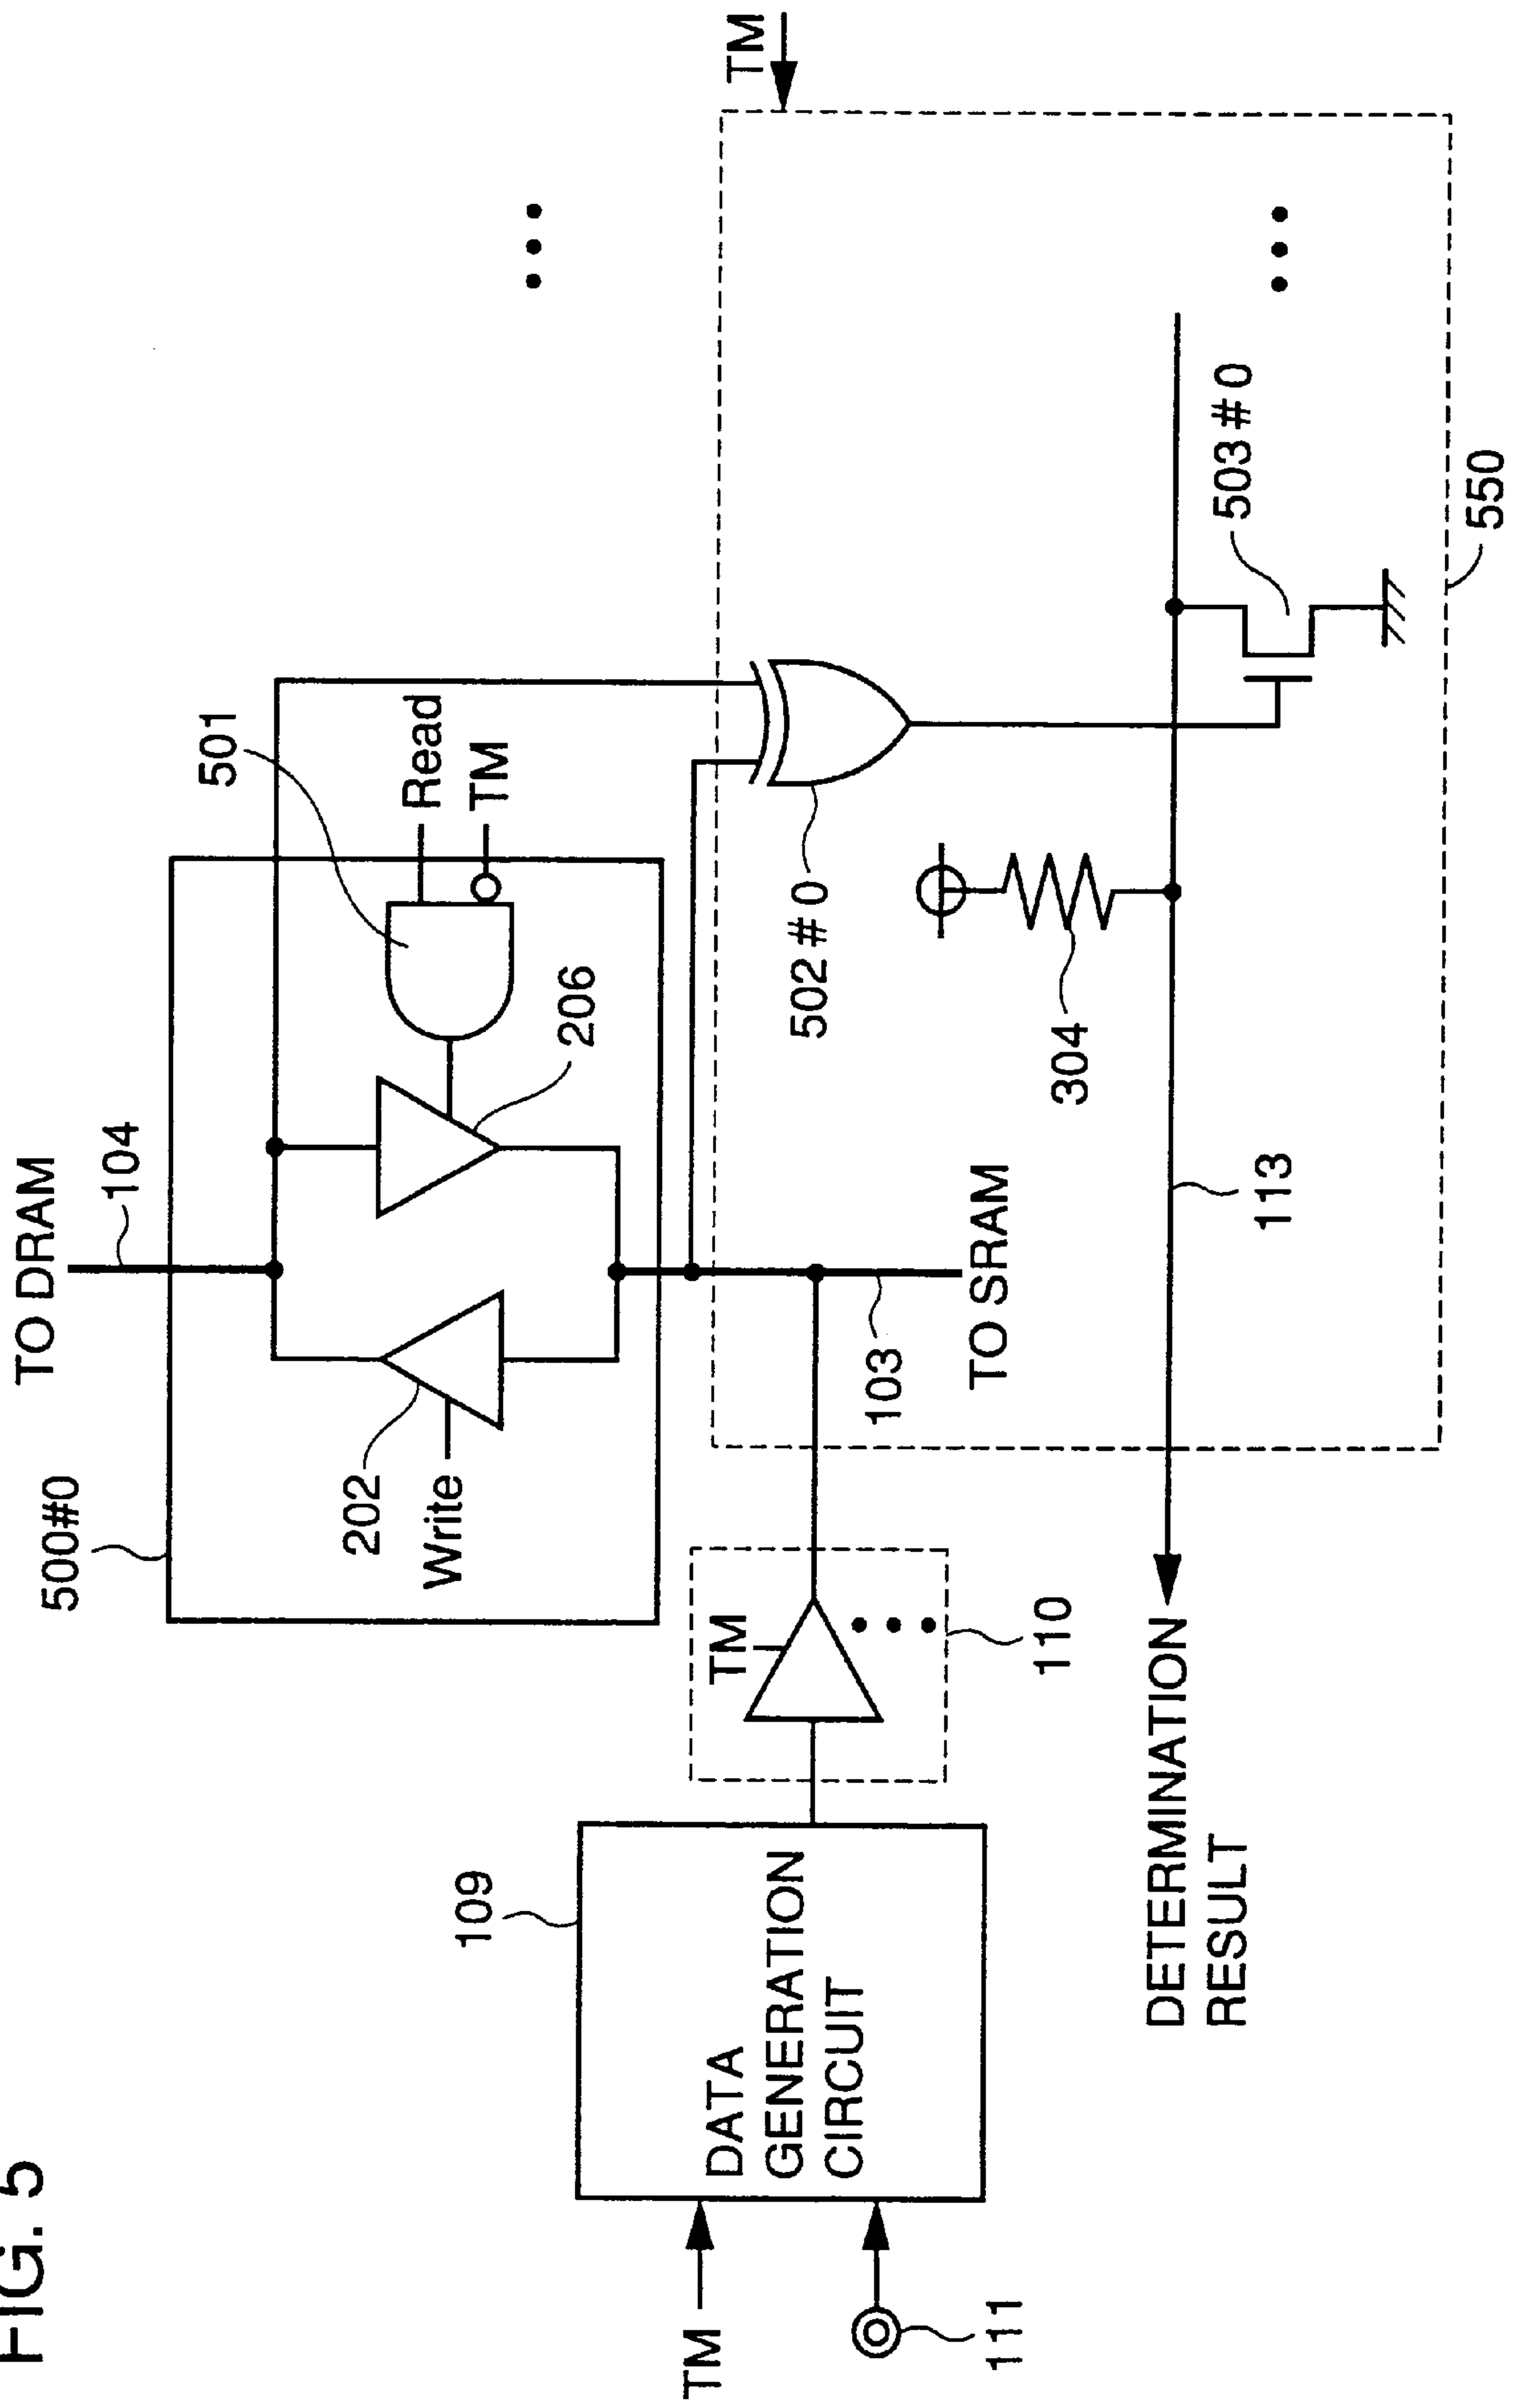 FIG. 5
TO DRAM
104
500#0
501
202
Write
206
Read
TM
TM
109
DATA
GENERATION
CIRCUIT
TM
111
TM
110
103
TO SRAM
502#0
304
503#0
113
550
DETERMINATION
RESULT